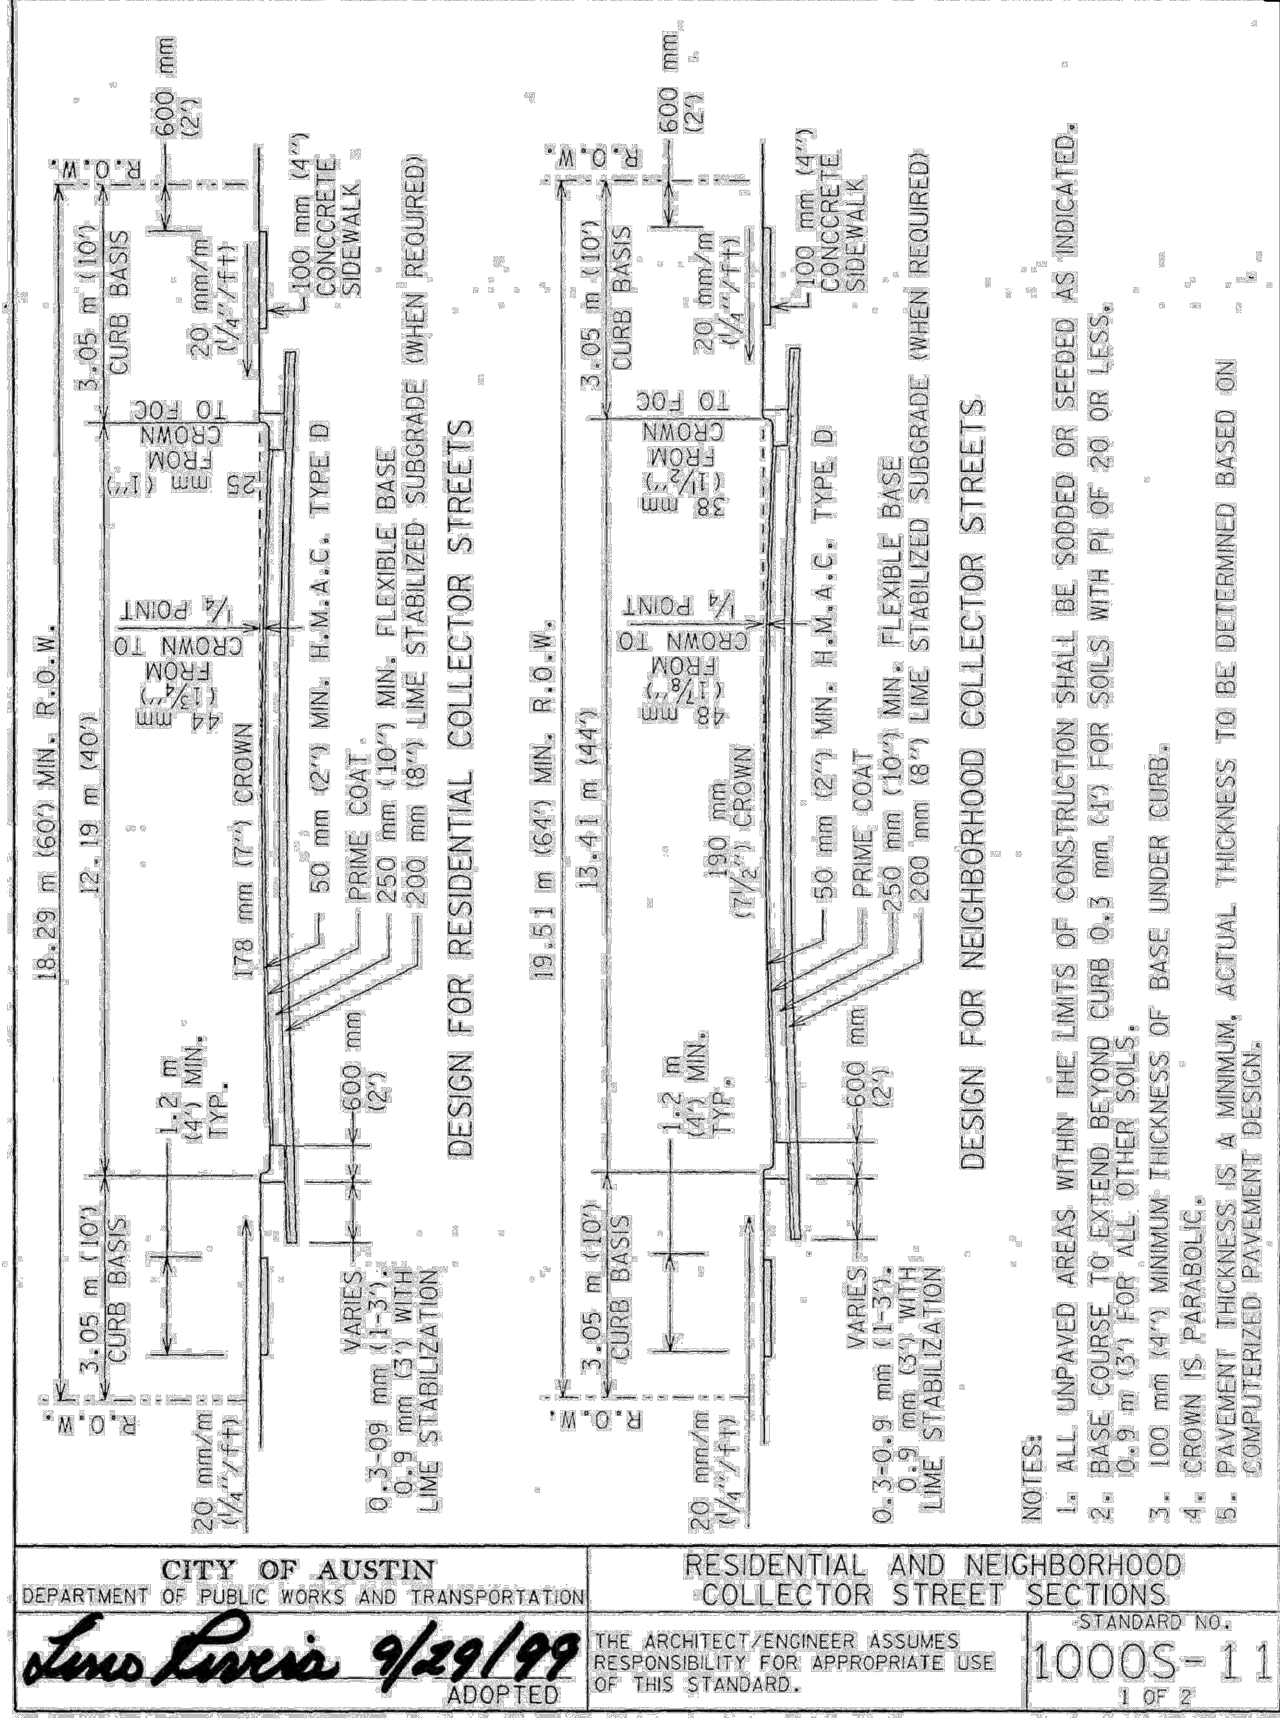 R.O.W.
18.29 m (60') MIN. R.O.W.
R.O.W.
3.05 m (10')
CURB BASIS
12.19 m (40')
3.05 m (10')
CURB BASIS
600 mm
(2')
20 mm/m
(1/4"/ft)
1.2 m
(4') MIN.
TYP.
178 mm (7") CROWN
44 mm
(1 3/4")
FROM
CROWN TO
1/4 POINT
25 mm (1")
FROM
CROWN
TO FOC
20 mm/m
(1/4"/ft)
100 mm (4")
CONCCRETE
SIDEWALK
VARIES
0.3-09 mm (1-3').
0.9 mm (3') WITH
LIME STABILIZATION
600 mm
(2')
50 mm (2") MIN. H.M.A.C. TYPE D
PRIME COAT
250 mm (10") MIN. FLEXIBLE BASE
200 mm (8") LIME STABILIZED SUBGRADE (WHEN REQUIRED)
DESIGN FOR RESIDENTIAL COLLECTOR STREETS
R.O.W.
19.51 m (64') MIN. R.O.W.
R.O.W.
3.05 m (10')
CURB BASIS
13.41 m (44')
3.05 m (10')
CURB BASIS
600 mm
(2')
20 mm/m
(1/4"/ft)
1.2 m
(4') MIN.
TYP.
190 mm
(7 1/2") CROWN
48 mm
(1 7/8")
FROM
CROWN TO
1/4 POINT
38 mm
(1 1/2")
FROM
CROWN
TO FOC
20 mm/m
(1/4"/ft)
100 mm (4")
CONCCRETE
SIDEWALK
VARIES
0.3-0.9 mm (1-3').
0.9 mm (3') WITH
LIME STABILIZATION
600 mm
(2')
50 mm (2") MIN. H.M.A.C. TYPE D
PRIME COAT
250 mm (10") MIN. FLEXIBLE BASE
200 mm (8") LIME STABILIZED SUBGRADE (WHEN REQUIRED)
DESIGN FOR NEIGHBORHOOD COLLECTOR STREETS
NOTES:
1. ALL UNPAVED AREAS WITHIN THE LIMITS OF CONSTRUCTION SHALL BE SODDED OR SEEDED AS INDICATED.
2. BASE COURSE TO EXTEND BEYOND CURB 0.3 mm (1') FOR SOILS WITH PI OF 20 OR LESS,
0.9 m (3') FOR ALL OTHER SOILS.
3. 100 mm (4") MINIMUM THICKNESS OF BASE UNDER CURB.
4. CROWN IS PARABOLIC.
5. PAVEMENT THICKNESS IS A MINIMUM, ACTUAL THICKNESS TO BE DETERMINED BASED ON
COMPUTERIZED PAVEMENT DESIGN.
CITY OF AUSTIN
DEPARTMENT OF PUBLIC WORKS AND TRANSPORTATION
RESIDENTIAL AND NEIGHBORHOOD
COLLECTOR STREET SECTIONS
Lino Rivera 9/29/99
ADOPTED
THE ARCHITECT/ENGINEER ASSUMES
RESPONSIBILITY FOR APPROPRIATE USE
OF THIS STANDARD.
STANDARD NO.
1000S-11
1 OF 2